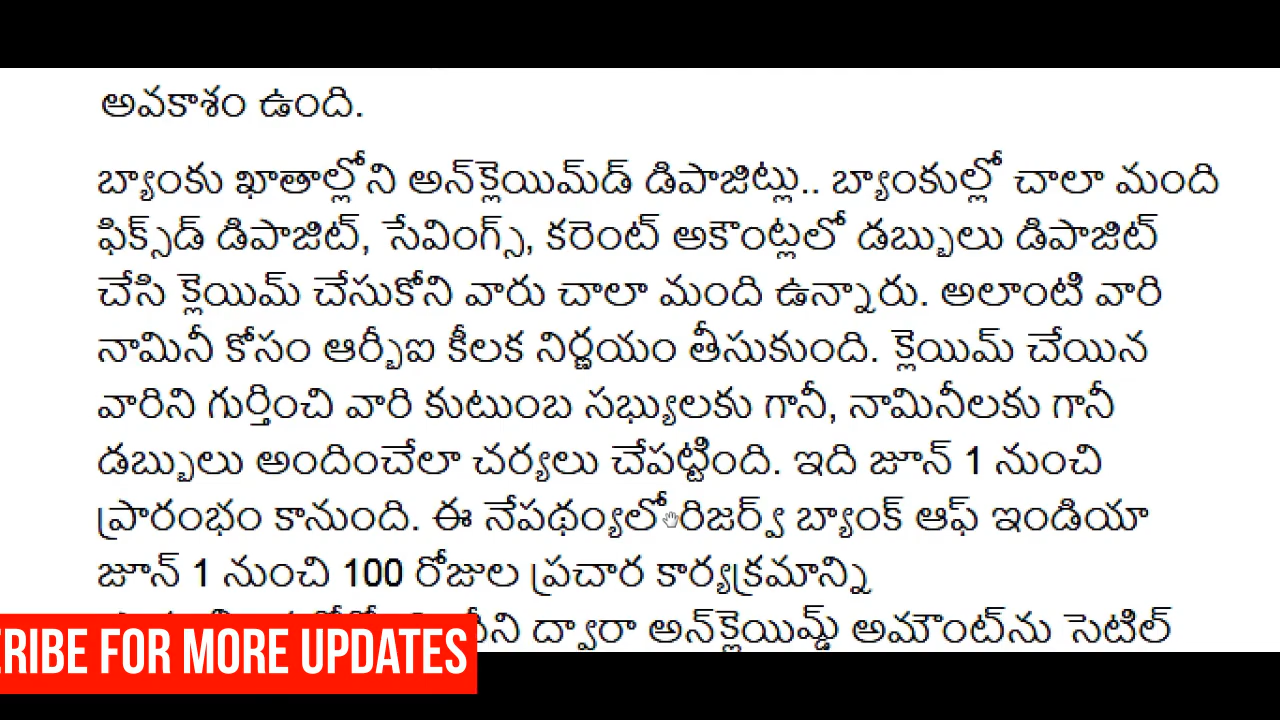 అవకాశం ఉంది.
బ్యాంకు ఖాతాల్లోని అన్‌క్లెయిమ్‌డ్ డిపాజిట్లు.. బ్యాంకుల్లో చాలా మంది
ఫిక్స్‌డ్ డిపాజిట్, సేవింగ్స్, కరెంట్ అకౌంట్లలో డబ్బులు డిపాజిట్
చేసి క్లెయిమ్ చేసుకోని వారు చాలా మంది ఉన్నారు. అలాంటి వారి
నామినీ కోసం ఆర్బీఐ కీలక నిర్ణయం తీసుకుంది. క్లెయిమ్ చేయిన
వారిని గుర్తించి వారి కుటుంబ సభ్యులకు గానీ, నామినీలకు గానీ
డబ్బులు అందించేలా చర్యలు చేపట్టింది. ఇది జూన్ 1 నుంచి
ప్రారంభం కానుంది. ఈ నేపథ్యంలో రిజర్వ్ బ్యాంక్ ఆఫ్ ఇండియా
జూన్ 1 నుంచి 100 రోజుల ప్రచార కార్యక్రమాన్ని
ద్వారా అన్‌క్లెయిమ్డ్ అమౌంట్‌ను సెటిల్
FOR MORE UPDATES